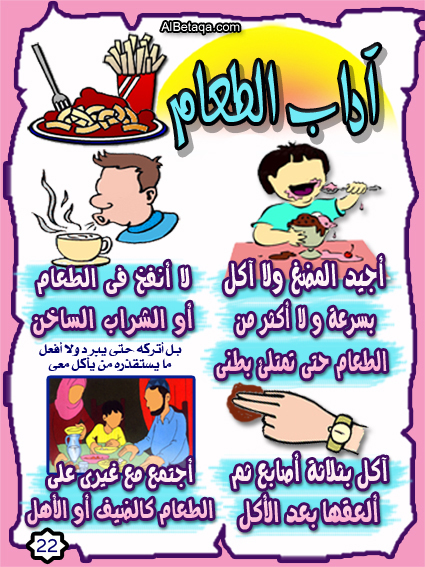 AlBetaqa.com
آداب الطعام
أجيد المضغ ولا آكل
بسرعة ولا أكثر من
الطعام حتى تمتلئ بطنى
لا أنفخ فى الطعام
أو الشراب الساخن
بل أتركه حتى يبرد ولا أفعل
ما يستقذره من يأكل معى
آكل بثلاثة أصابع ثم
ألعقها بعد الأكل
أجتمع مع غيرى على
الطعام كالضيف أو الأهل
22